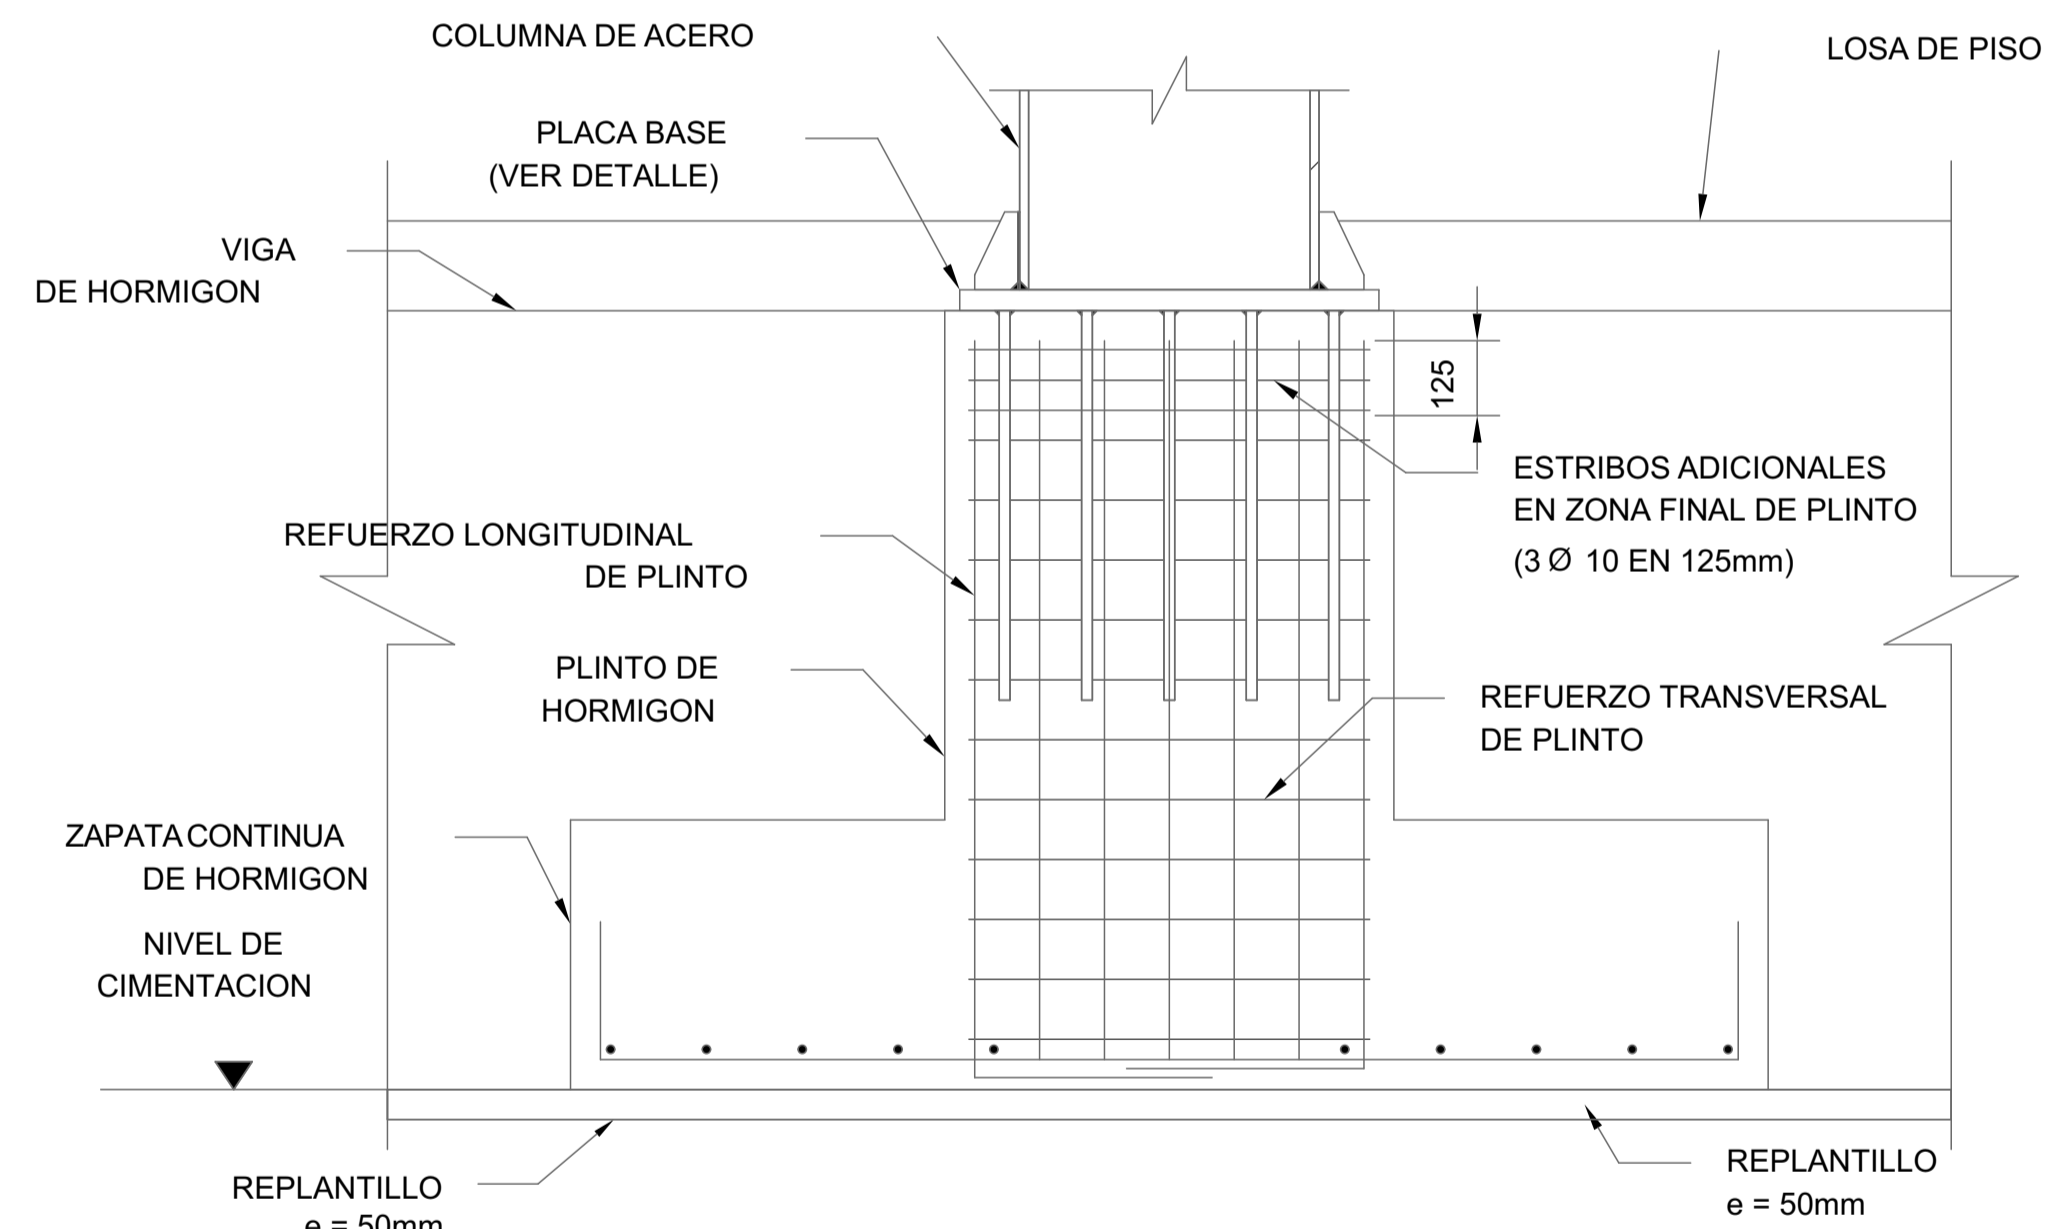 COLUMNA DE ACERO
LOSA DE PISO
PLACA BASE
(VER DETALLE)
VIGA
DE HORMIGON
125
ESTRIBOS ADICIONALES
EN ZONA FINAL DE PLINTO
(3 Ø 10 EN 125mm)
REFUERZO LONGITUDINAL
DE PLINTO
PLINTO DE
HORMIGON
REFUERZO TRANSVERSAL
DE PLINTO
ZAPATA CONTINUA
DE HORMIGON
NIVEL DE
CIMENTACION
REPLANTILLO
e = 50mm
REPLANTILLO
e = 50mm